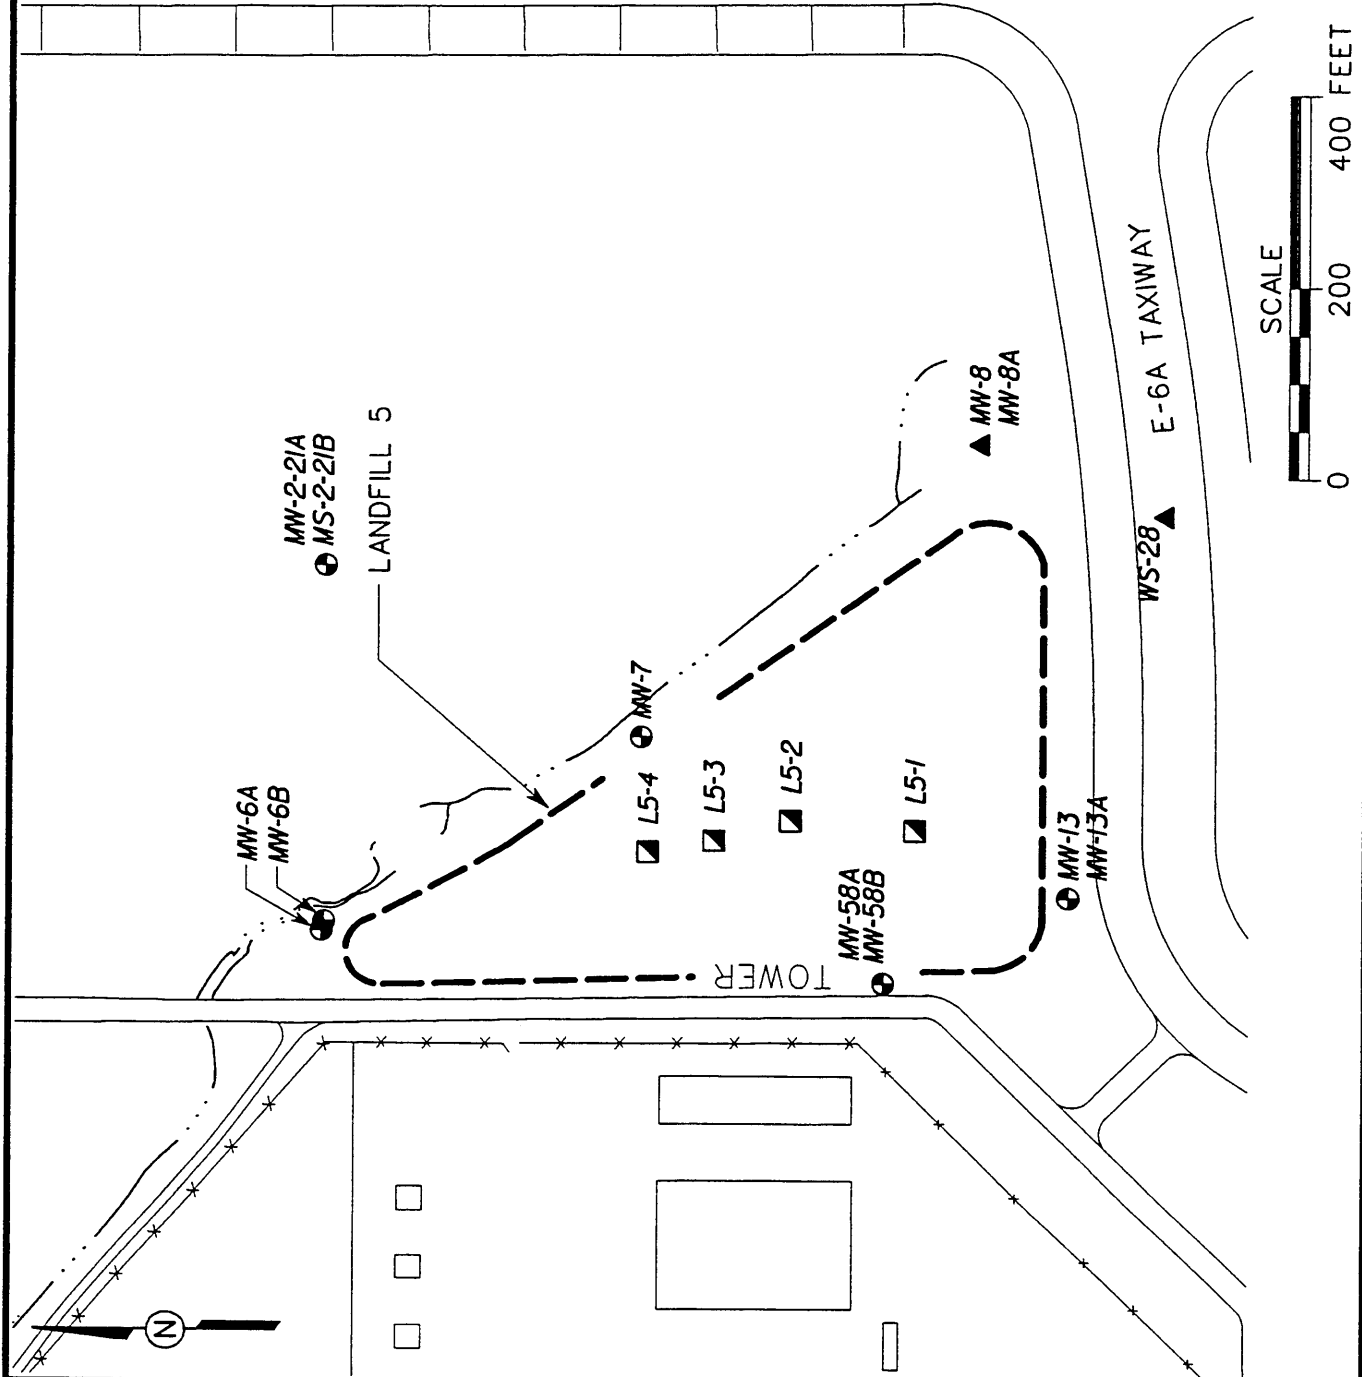 MW-2-21A
MS-2-21B
LANDFILL 5
MW-6A
MW-6B
MW-7
L5-4
L5-3
L5-2
L5-1
TOWER
MW-58A
MW-58B
MW-13
MW-13A
MW-8
MW-8A
WS-28
E-6A TAXIWAY
SCALE
0 200 400 FEET
N